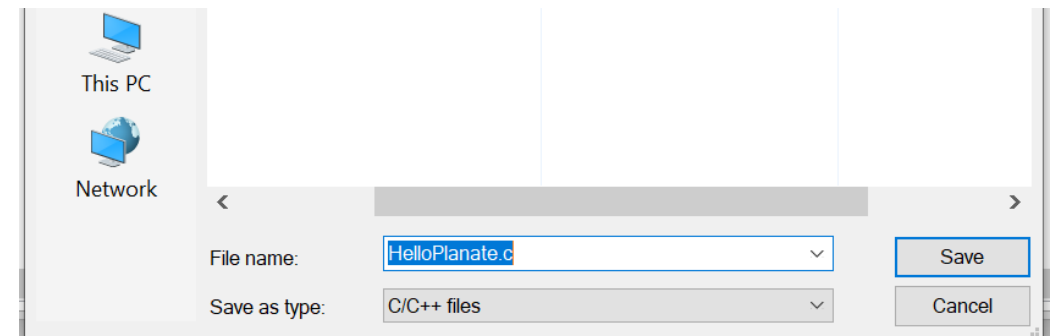 This PC
Network
File name:
HelloPlanate.c
Save
Save as type:
C/C++ files
Cancel